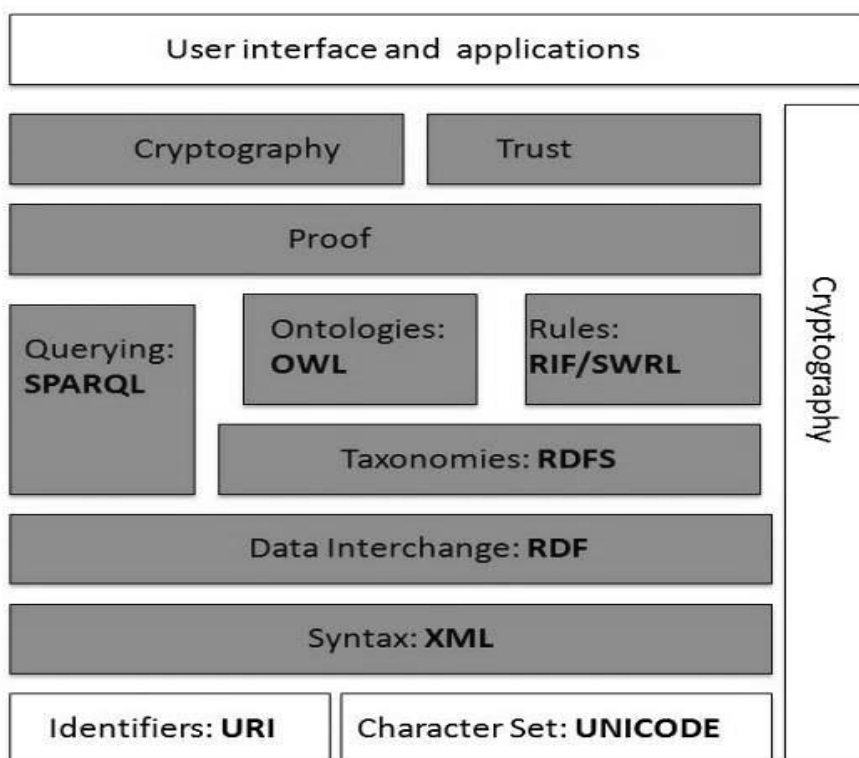 User interface and applications
Cryptography
Trust
Proof
Querying:
SPARQL
Ontologies:
OWL
Rules:
RIF/SWRL
Taxonomies: RDFS
Data Interchange: RDF
Syntax: XML
Identifiers: URI
Character Set: UNICODE
Cryptography